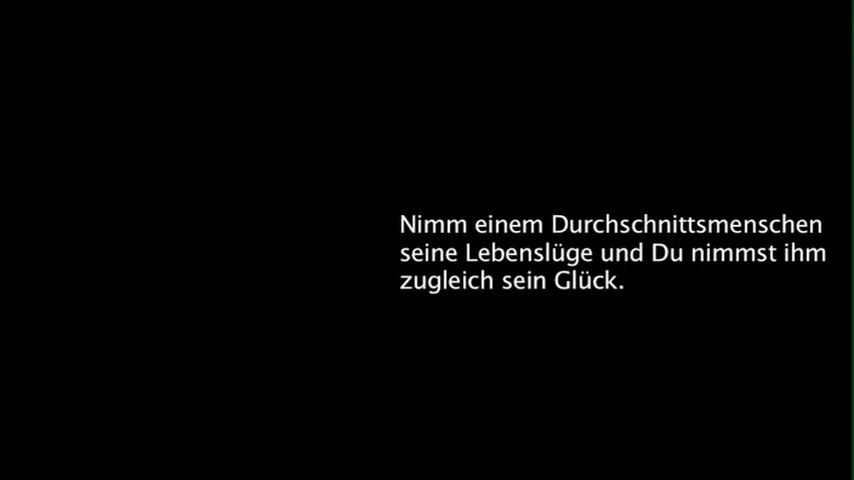 Nimm einem Durchschnittsmenschen
seine Lebenslüge und Du nimmst ihm
zugleich sein Glück.